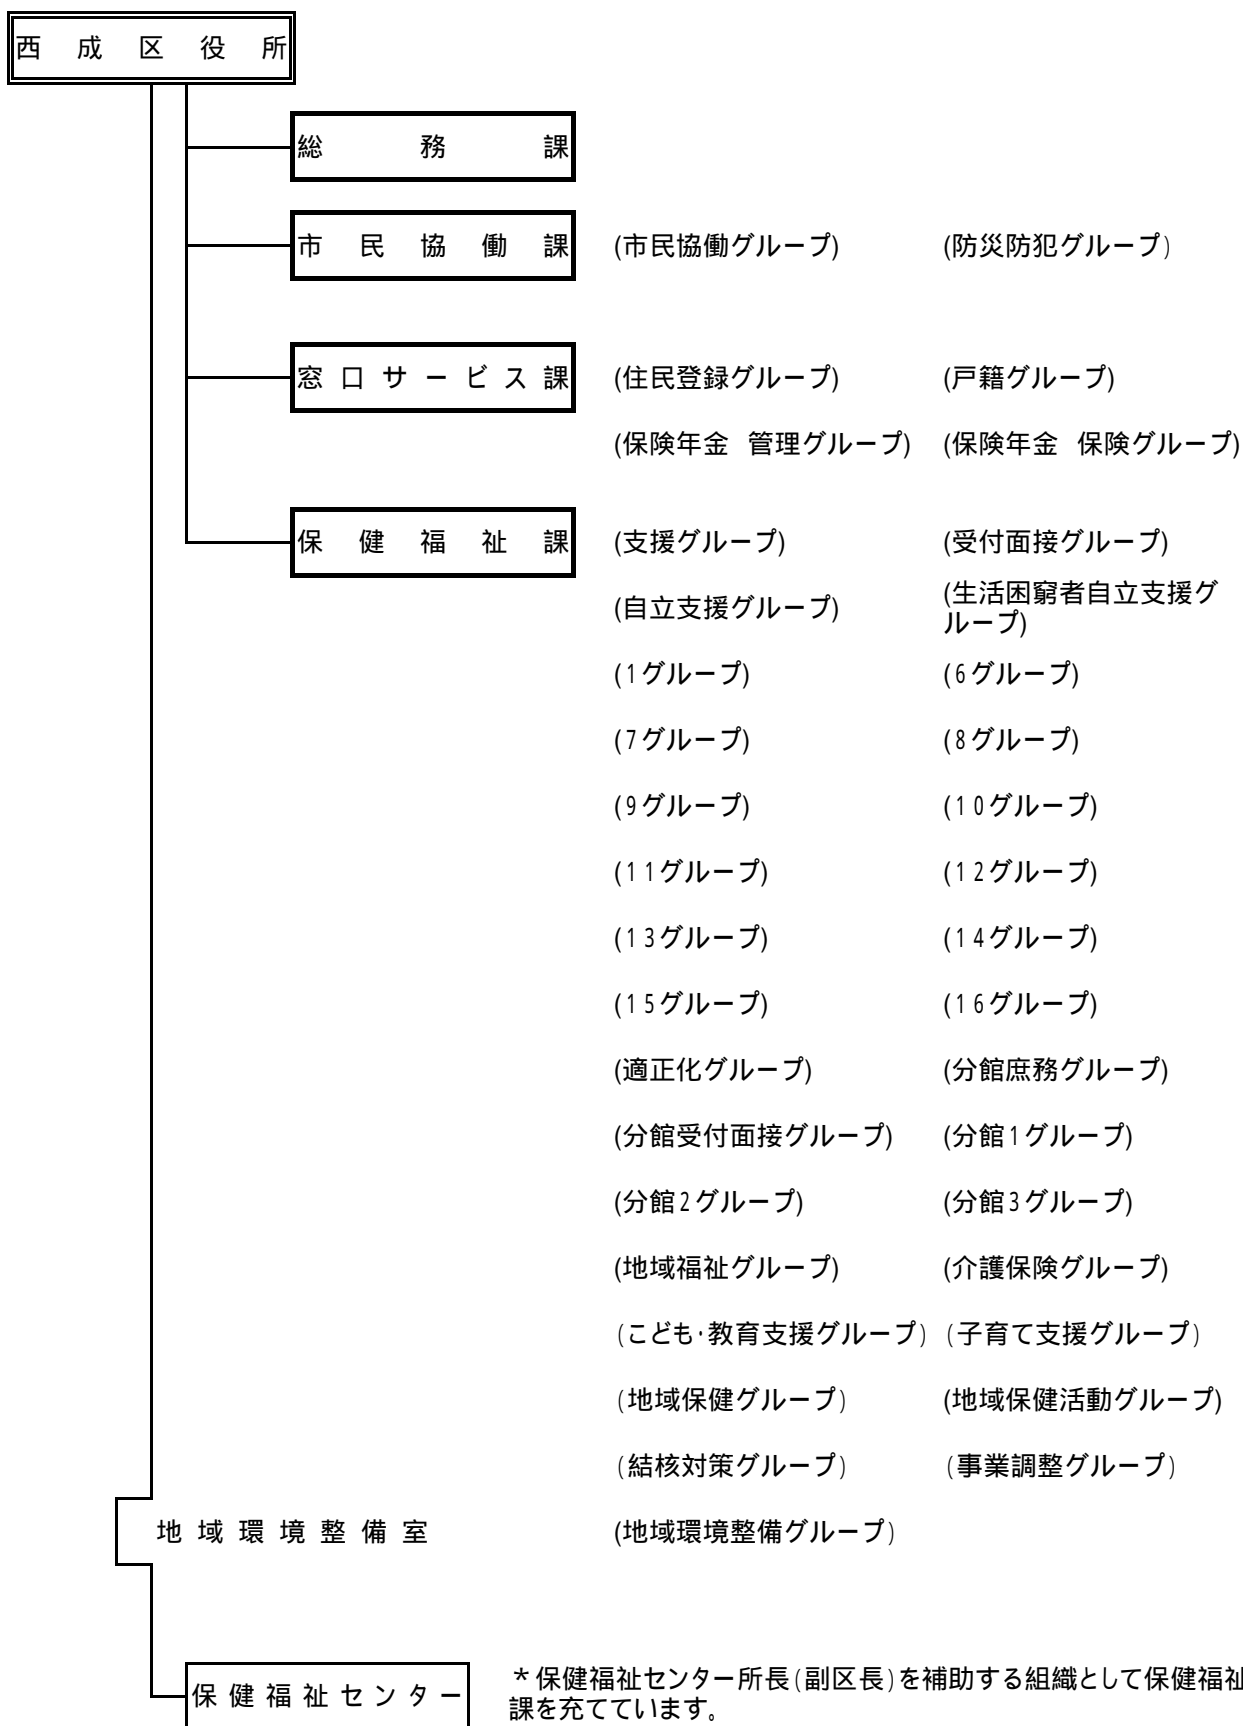 西成区役所
総務課
市民協働課 (市民協働グループ) (防災防犯グループ)
窓口サービス課 (住民登録グループ) (戸籍グループ)
(保険年金 管理グループ) (保険年金 保険グループ)
保健福祉課 (支援グループ) (受付面接グループ)
(自立支援グループ) (生活困窮者自立支援グ
ループ)
(1グループ) (6グループ)
(7グループ) (8グループ)
(9グループ) (10グループ)
(11グループ) (12グループ)
(13グループ) (14グループ)
(15グループ) (16グループ)
(適正化グループ) (分館庶務グループ)
(分館受付面接グループ) (分館1グループ)
(分館2グループ) (分館3グループ)
(地域福祉グループ) (介護保険グループ)
(こども・教育支援グループ) (子育て支援グループ)
(地域保健グループ) (地域保健活動グループ)
(結核対策グループ) (事業調整グループ)
地域環境整備室 (地域環境整備グループ)
保健福祉センター
＊保健福祉センター所長(副区長)を補助する組織として保健福祉
課を充てています。